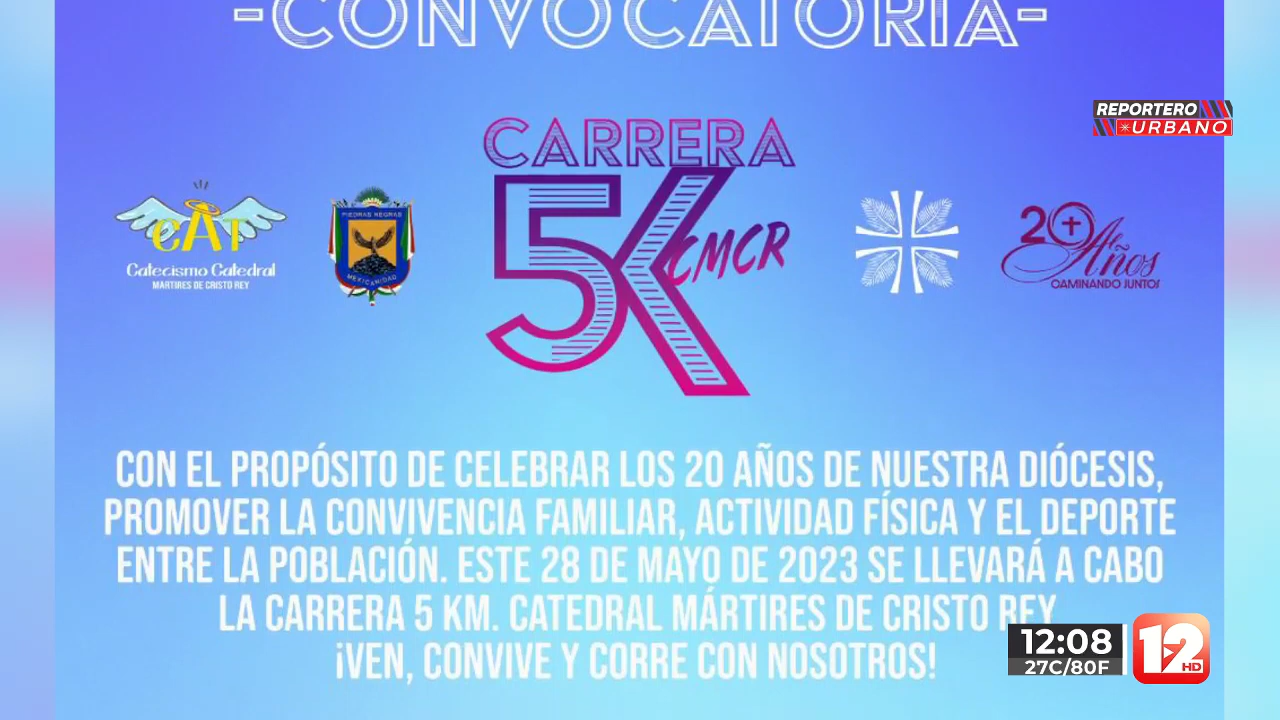 -CONVOCATORIA-
REPORTERO
URBANO
CARRERA
5K
CMCR
CAT
Catecismo Catedral
MÁRTIRES DE CRISTO REY
PIEDRAS NEGRAS
MEXICANIDAD
20 Años
CAMINANDO JUNTOS
CON EL PROPÓSITO DE CELEBRAR LOS 20 AÑOS DE NUESTRA DIÓCESIS,
PROMOVER LA CONVIVENCIA FAMILIAR, ACTIVIDAD FÍSICA Y EL DEPORTE
ENTRE LA POBLACIÓN. ESTE 28 DE MAYO DE 2023 SE LLEVARÁ A CABO
LA CARRERA 5 KM. CATEDRAL MÁRTIRES DE CRISTO REY
¡VEN, CONVIVE Y CORRE CON NOSOTROS!
12:08
27C/80F
12 HD